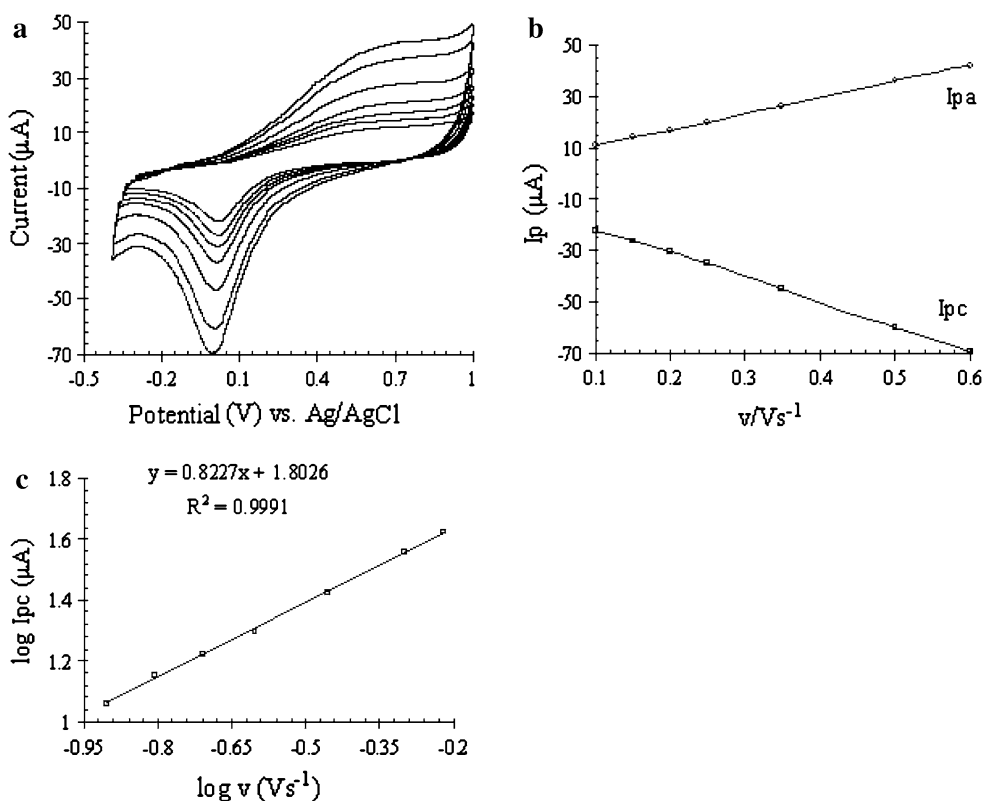 a
50
30
10
-10
-30
-50
-70
Current (µA)
-0.5
-0.2
0.1
0.4
0.7
1
Potential (V) vs. Ag/AgCl
b
50
30
10
-10
-30
-50
-70
Ip (µA)
Ipa
Ipc
0.1
0.2
0.3
0.4
0.5
0.6
v/Vs⁻¹
c
y = 0.8227x + 1.8026
R² = 0.9991
1.8
1.6
1.4
1.2
1
log Ipc (µA)
-0.95
-0.8
-0.65
-0.5
-0.35
-0.2
log v (Vs⁻¹)